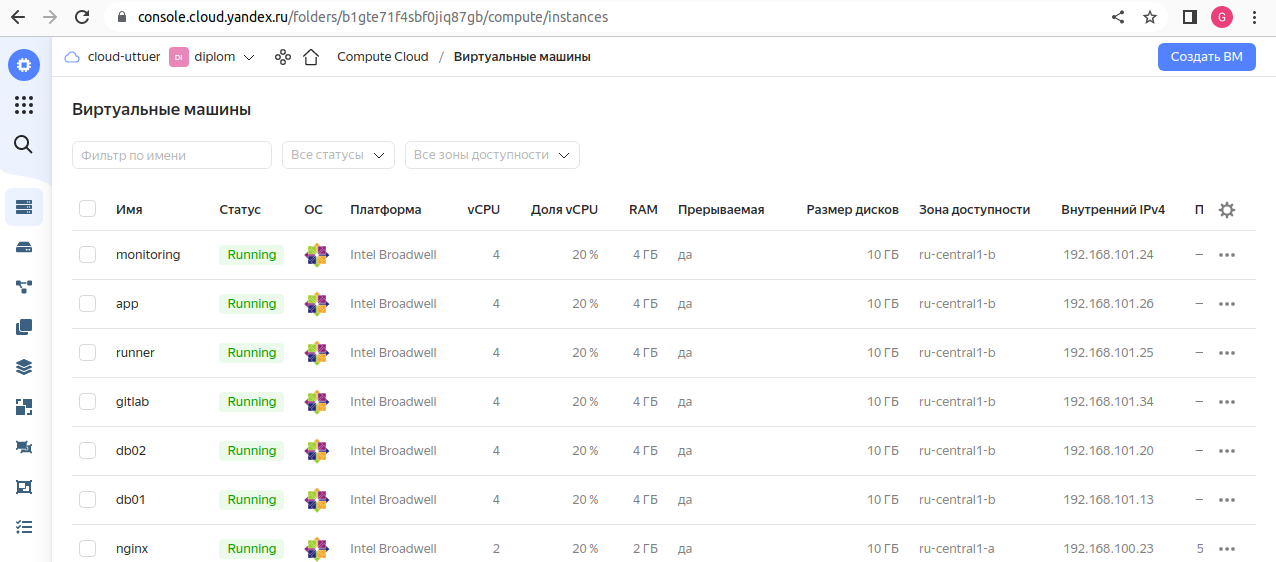 console.cloud.yandex.ru/folders/b1gte71f4sbf0jiq87gb/compute/instances
G
cloud-uttuer DI diplom Compute Cloud / Виртуальные машины Создать ВМ
Виртуальные машины
Фильтр по имени Все статусы Все зоны доступности
Имя Статус ОС Платформа vCPU Доля vCPU RAM Прерываемая Размер дисков Зона доступности Внутренний IPv4 П
monitoring Running Intel Broadwell 4 20 % 4 ГБ да 10 ГБ ru-central1-b 192.168.101.24 —
app Running Intel Broadwell 4 20 % 4 ГБ да 10 ГБ ru-central1-b 192.168.101.26 —
runner Running Intel Broadwell 4 20 % 4 ГБ да 10 ГБ ru-central1-b 192.168.101.25 —
gitlab Running Intel Broadwell 4 20 % 4 ГБ да 10 ГБ ru-central1-b 192.168.101.34 —
db02 Running Intel Broadwell 4 20 % 4 ГБ да 10 ГБ ru-central1-b 192.168.101.20 —
db01 Running Intel Broadwell 4 20 % 4 ГБ да 10 ГБ ru-central1-b 192.168.101.13 —
nginx Running Intel Broadwell 2 20 % 2 ГБ да 10 ГБ ru-central1-a 192.168.100.23 5